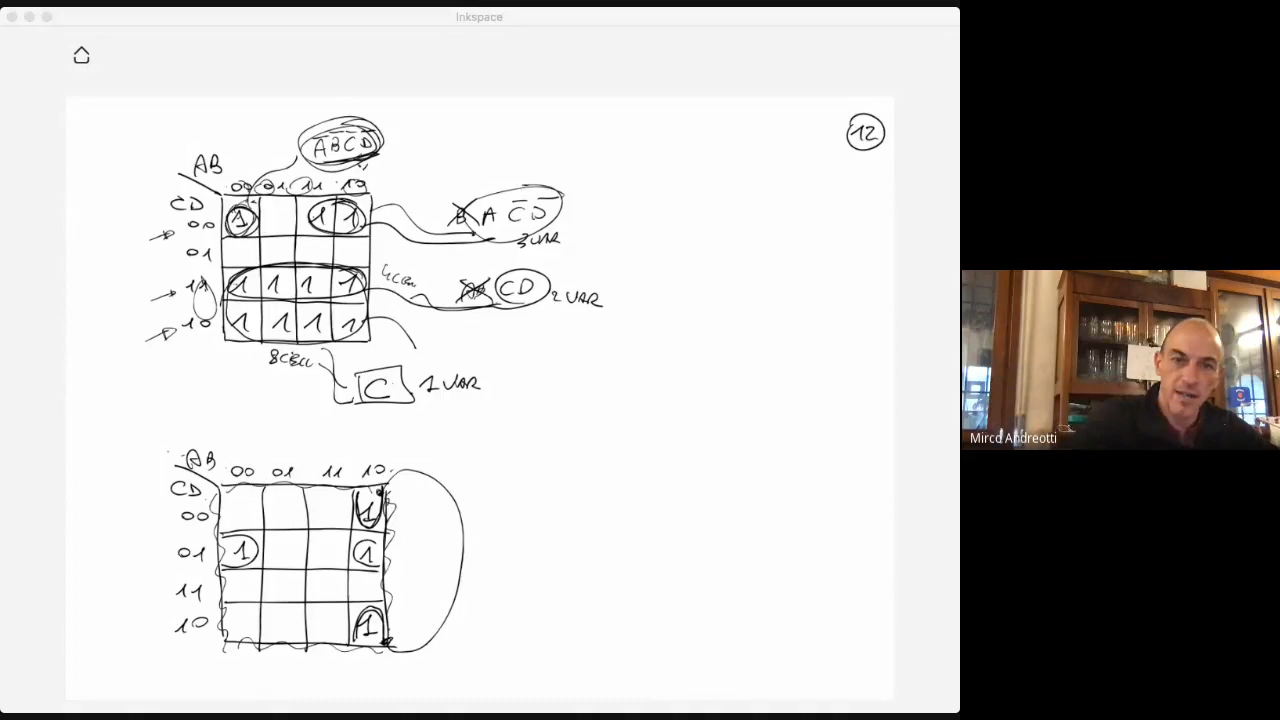 Inkspace
12
A̅B̅C̅D̅
AB
00 01 11 10
CD
00 1 1 1
B A C̅D̅
3 VAR
01
11 1 1 1 1
4 CELL
CD 2 VAR
10 1 1 1 1
8 CELL
C 1 VAR
AB
00 01 11 10
CD
00 1
01 1 1
11
10 1
Mirco Andreotti